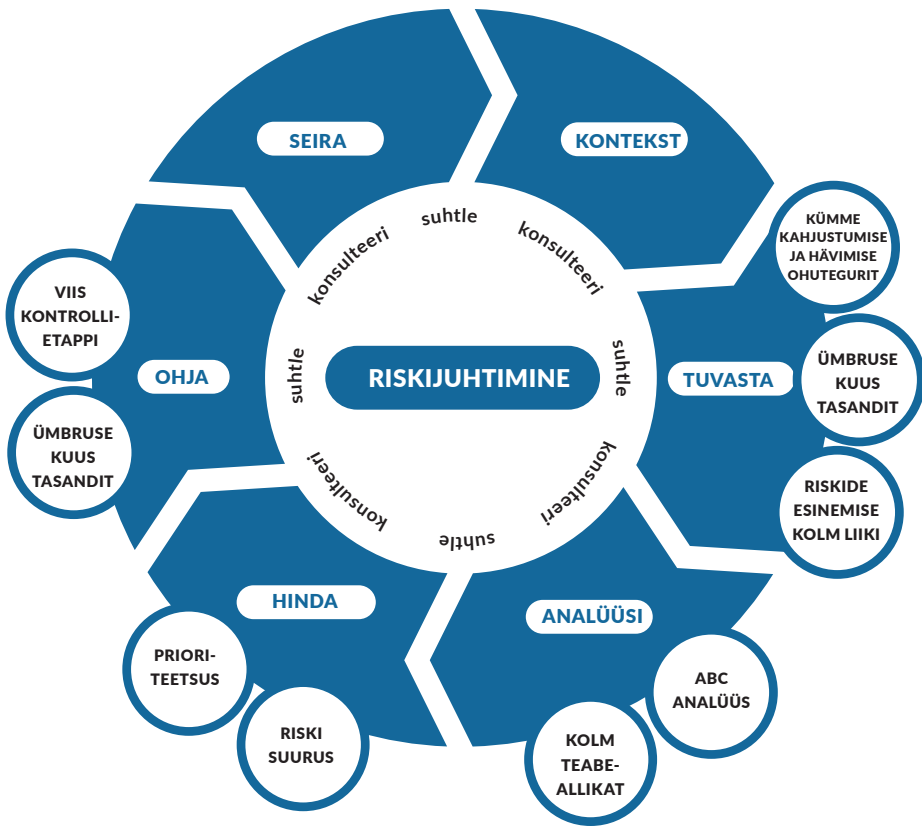 SEIRA
KONTEKST
suhtle
konsulteeri
konsulteeri
KÜMME
KAHJUSTUMISE
JA HÄVIMISE
OHUTEGURIT
VIIS
KONTROLLI-
ETAPPI
OHJA
suhtle
RISKIJUHTIMINE
suhtle
TUVASTA
ÜMBRUSE
KUUS
TASANDIT
ÜMBRUSE
KUUS
TASANDIT
RISKIDE
ESINEMISE
KOLM LIIKI
konsulteeri
suhtle
konsulteeri
HINDA
ANALÜÜSI
PRIORI-
TEETSUS
RISKI
SUURUS
KOLM
TEABE-
ALLIKAT
ABC
ANALÜÜS